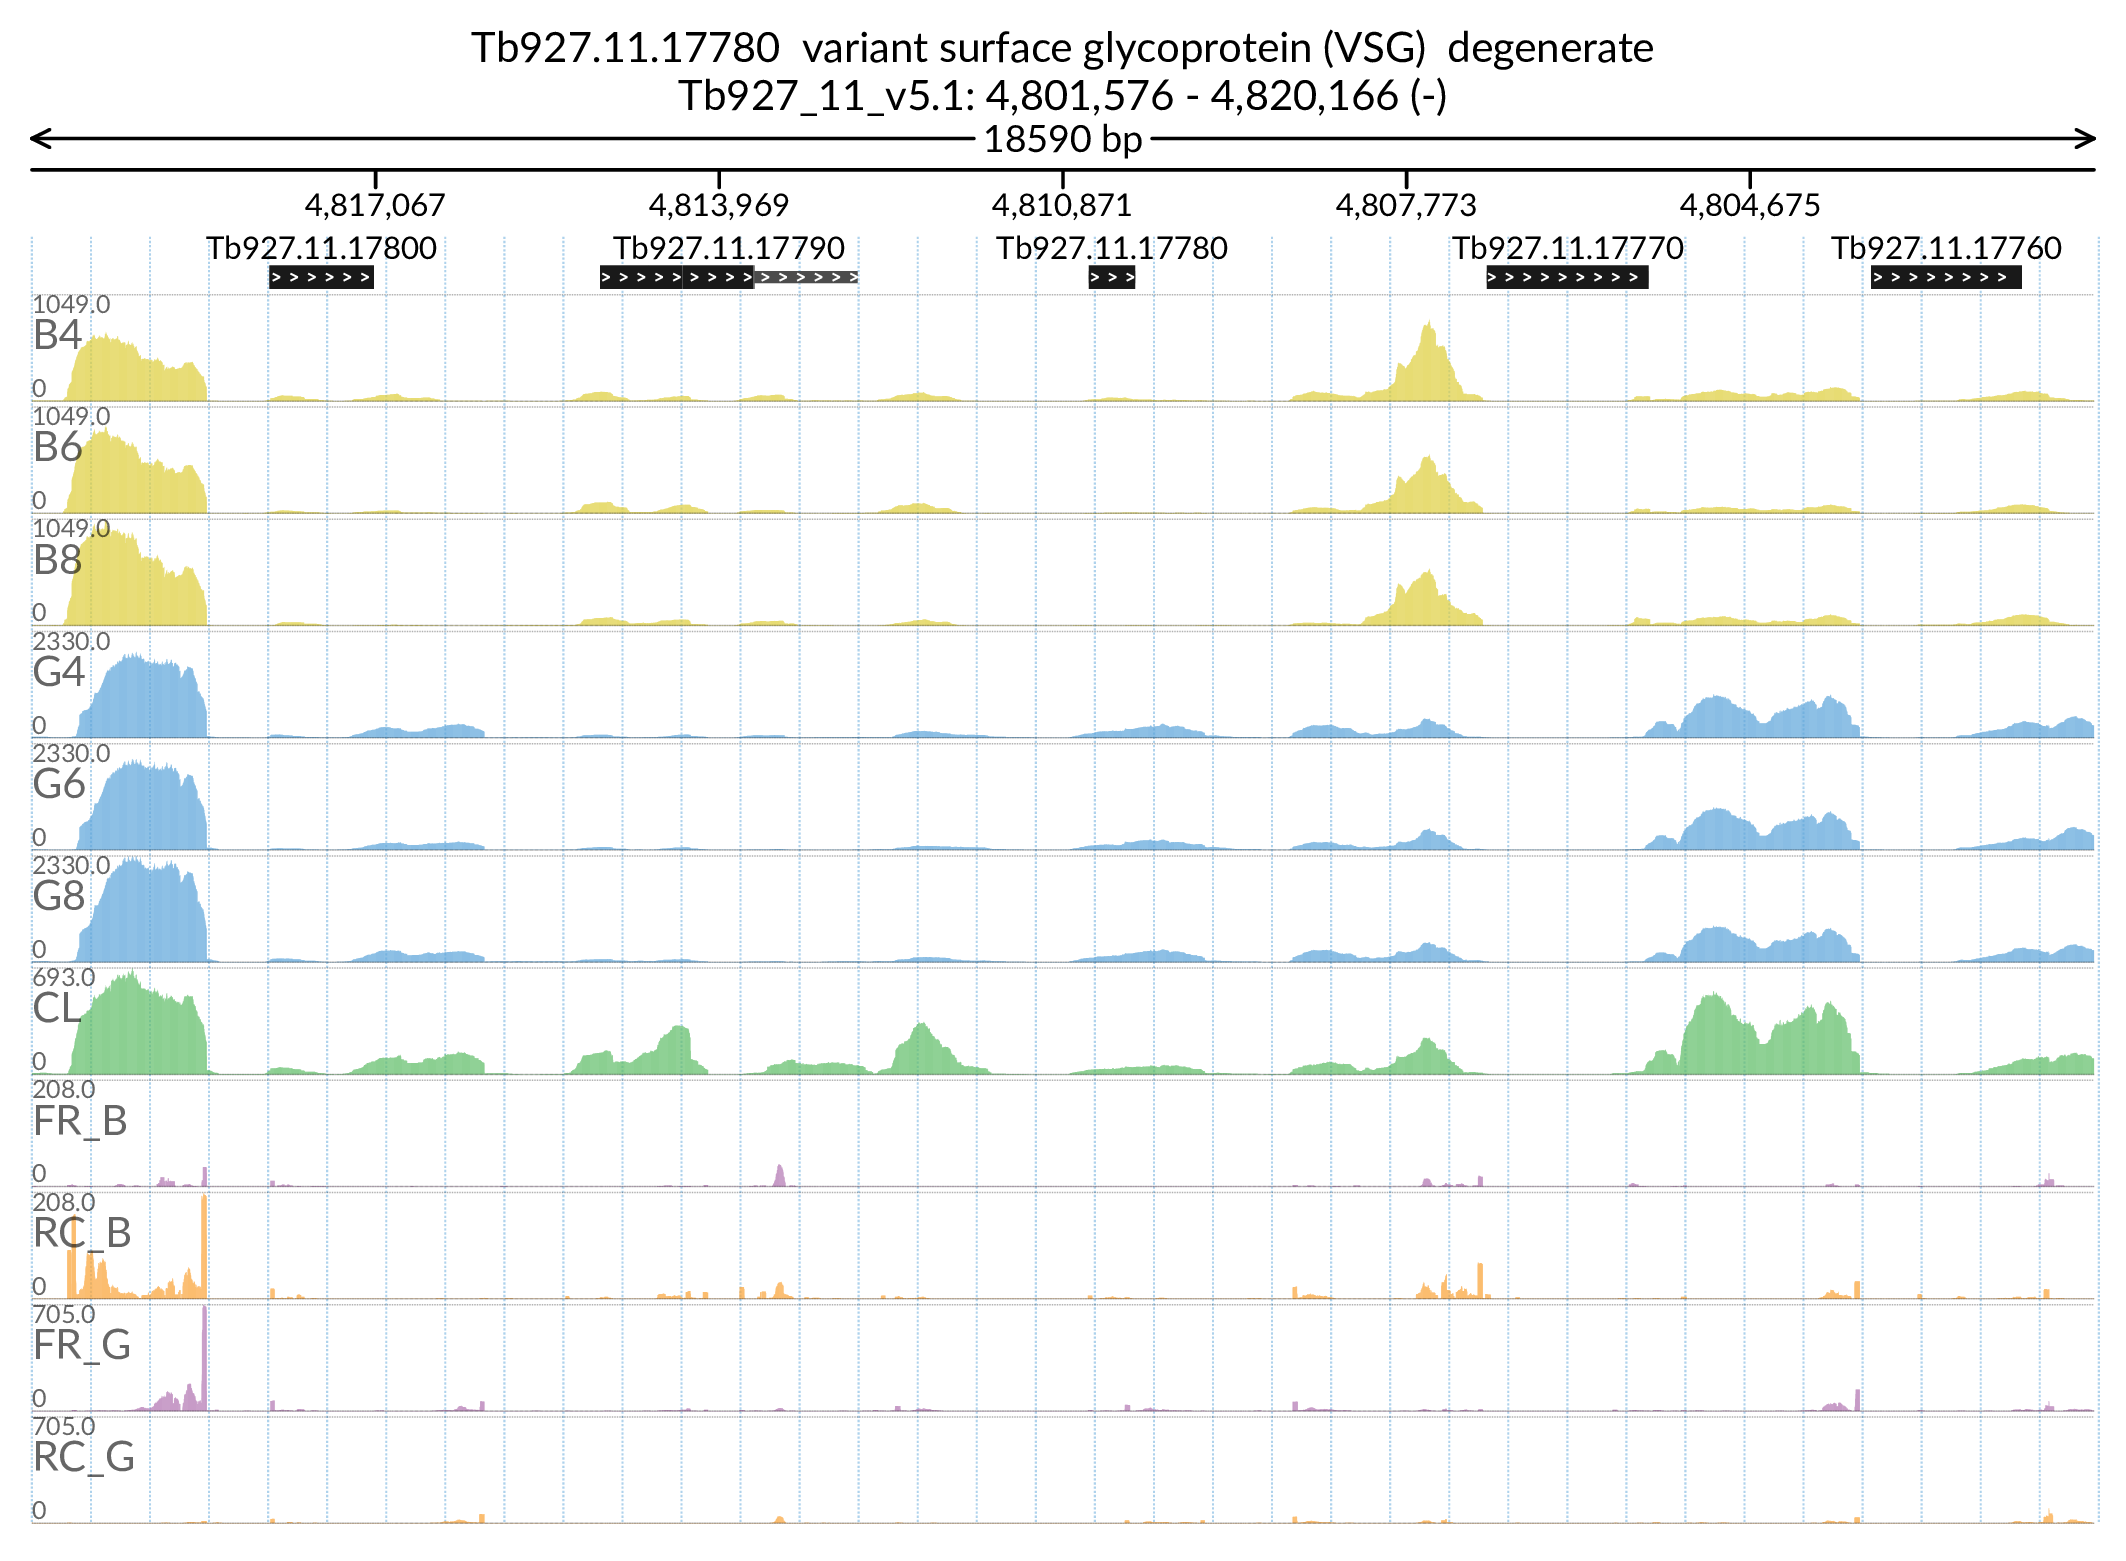 Tb927.11.17780 variant surface glycoprotein (VSG) degenerate
Tb927_11_v5.1: 4,801,576 - 4,820,166 (-)
18590 bp
4,817,067 4,813,969 4,810,871 4,807,773 4,804,675
Tb927.11.17800 Tb927.11.17790 Tb927.11.17780 Tb927.11.17770 Tb927.11.17760
1049.0
B4
0
1049.0
B6
0
1049.0
B8
0
2330.0
G4
0
2330.0
G6
0
2330.0
G8
0
693.0
CL
0
208.0
FR_B
0
208.0
RC_B
0
705.0
FR_G
0
705.0
RC_G
0